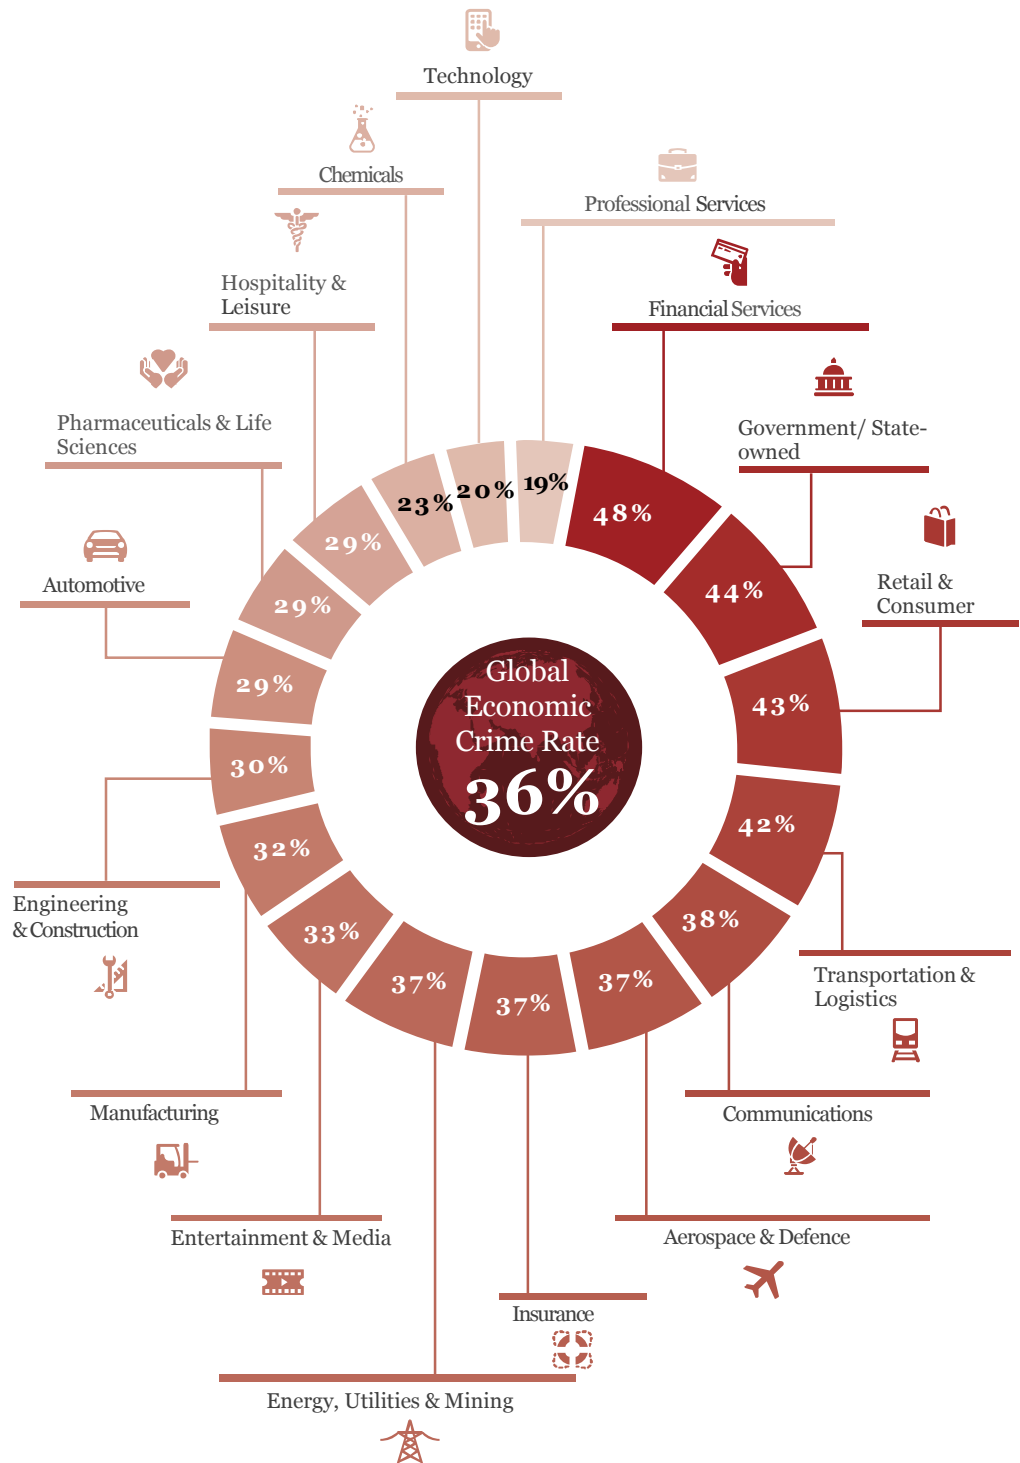 Technology
Chemicals
Professional Services
Hospitality &
Leisure
Financial Services
Pharmaceuticals & Life
Sciences
Government/ State-
owned
Automotive
Retail &
Consumer
23%
20%
19%
48%
29%
44%
29%
29%
43%
30%
42%
32%
38%
33%
37%
37%
37%
Global
Economic
Crime Rate
36%
Engineering
& Construction
Transportation &
Logistics
Manufacturing
Communications
Entertainment & Media
Aerospace & Defence
Insurance
Energy, Utilities & Mining